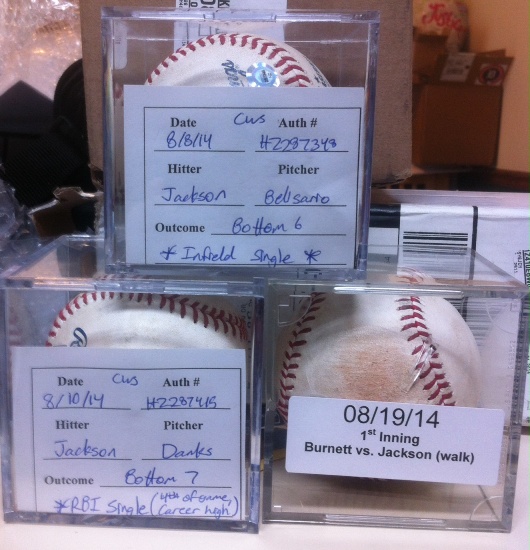 Date CWS Auth #
8/8/14 HZ287348
Hitter Pitcher
Jackson Belisario
Outcome Bottom 6
* Infield Single *
Date CWS Auth #
8/10/14 HZ287415
Hitter Pitcher
Jackson Danks
Outcome Bottom 7
*RBI Single (4th of game, career high)*
08/19/14
1st Inning
Burnett vs. Jackson (walk)